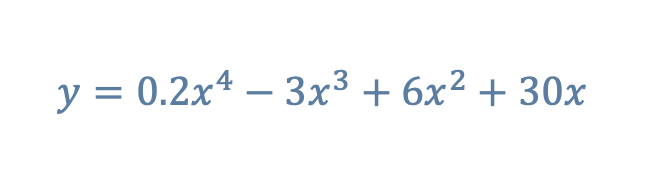 y = 0.2x⁴ − 3x³ + 6x² + 30x